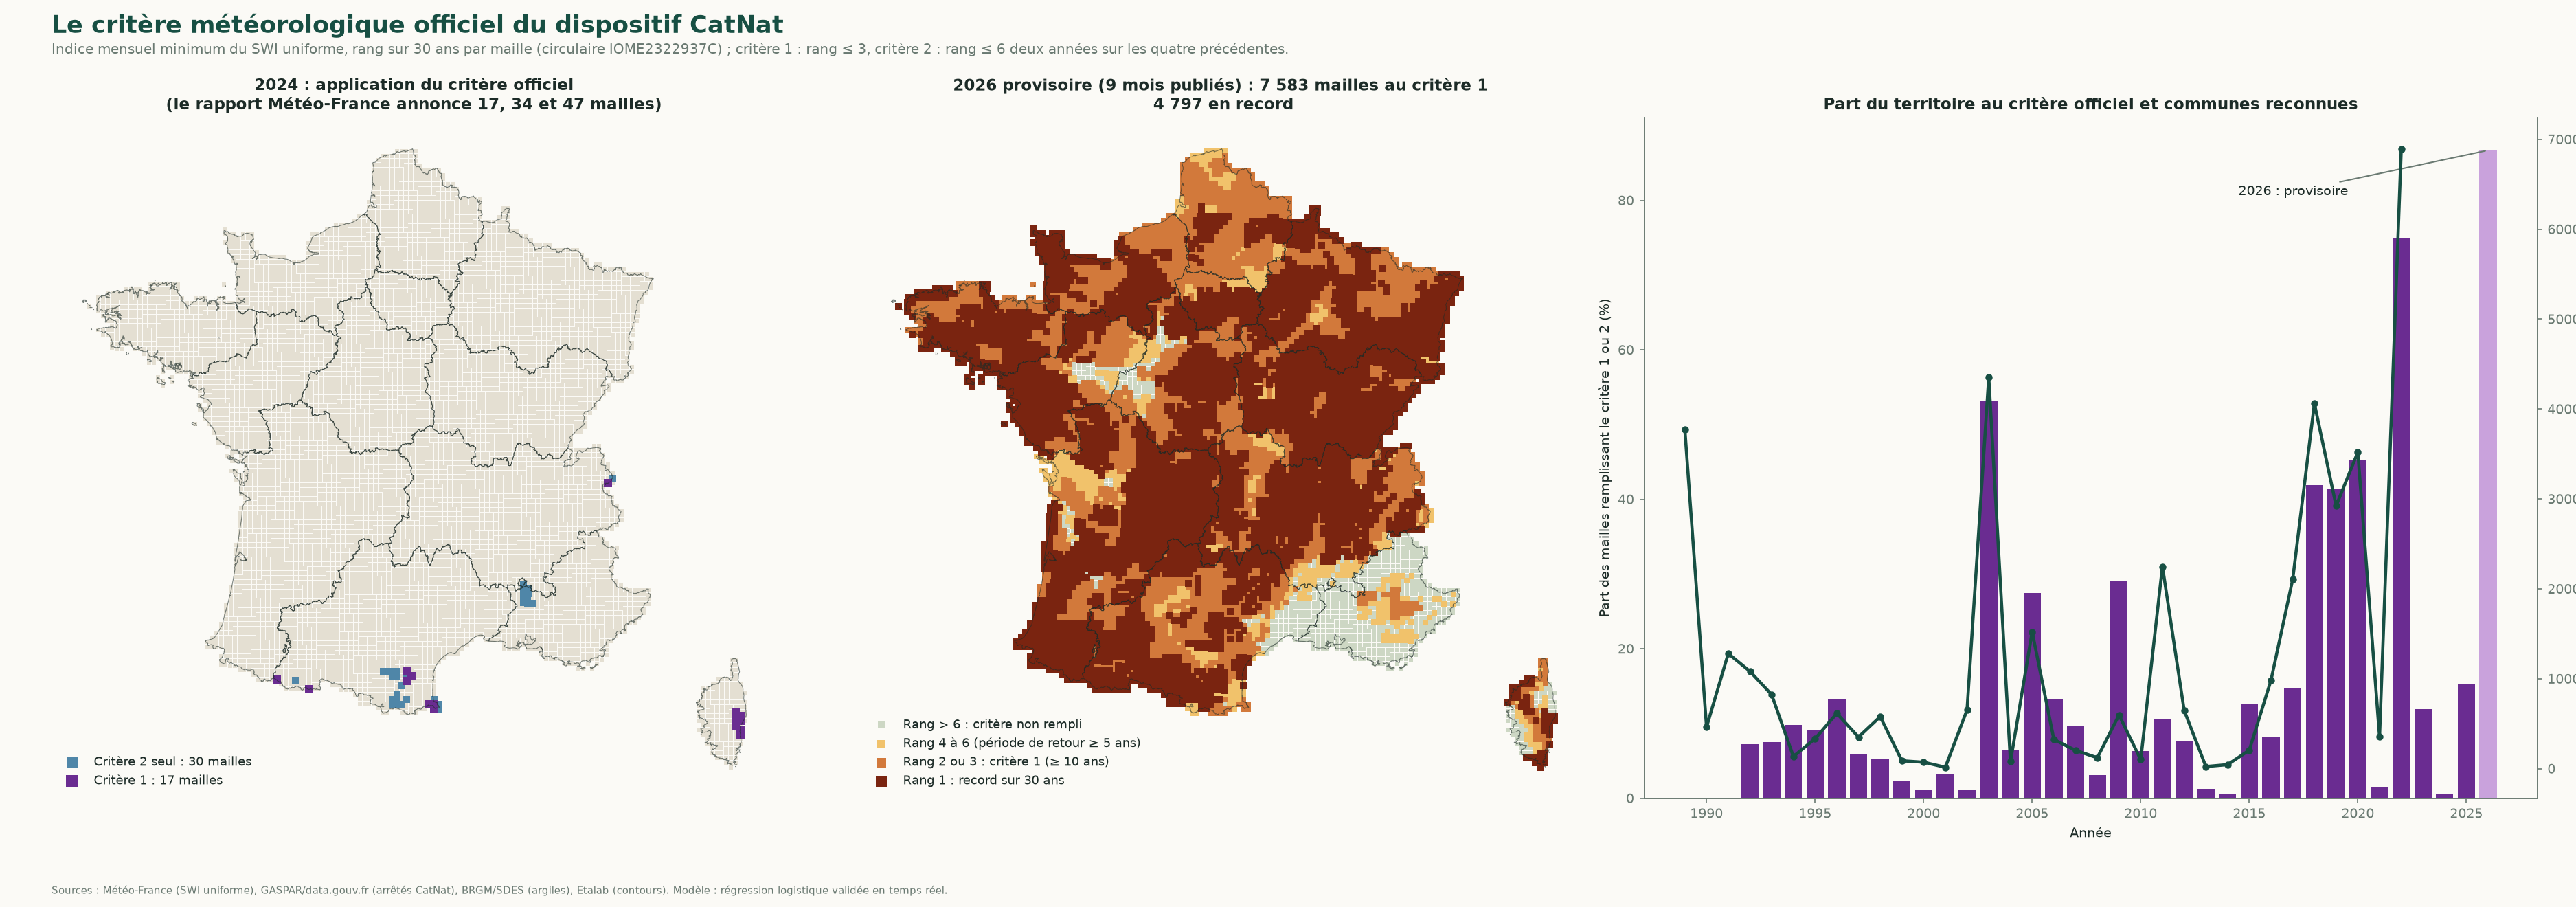 Le critère météorologique officiel du dispositif CatNat
Indice mensuel minimum du SWI uniforme, rang sur 30 ans par maille (circulaire IOME2322937C) ; critère 1 : rang ≤ 3, critère 2 : rang ≤ 6 deux années sur les quatre précédentes.
2024 : application du critère officiel
(le rapport Météo-France annonce 17, 34 et 47 mailles)
Critère 2 seul : 30 mailles
Critère 1 : 17 mailles
2026 provisoire (9 mois publiés) : 7 583 mailles au critère 1
4 797 en record
Rang > 6 : critère non rempli
Rang 4 à 6 (période de retour ≥ 5 ans)
Rang 2 ou 3 : critère 1 (≥ 10 ans)
Rang 1 : record sur 30 ans
Part du territoire au critère officiel et communes reconnues
Part des mailles remplissant le critère 1 ou 2 (%)
80
60
40
20
0
2026 : provisoire
7000
6000
5000
4000
3000
2000
1000
0
1990
1995
2000
2005
2010
2015
2020
2025
Année
Sources : Météo-France (SWI uniforme), GASPAR/data.gouv.fr (arrêtés CatNat), BRGM/SDES (argiles), Etalab (contours). Modèle : régression logistique validée en temps réel.